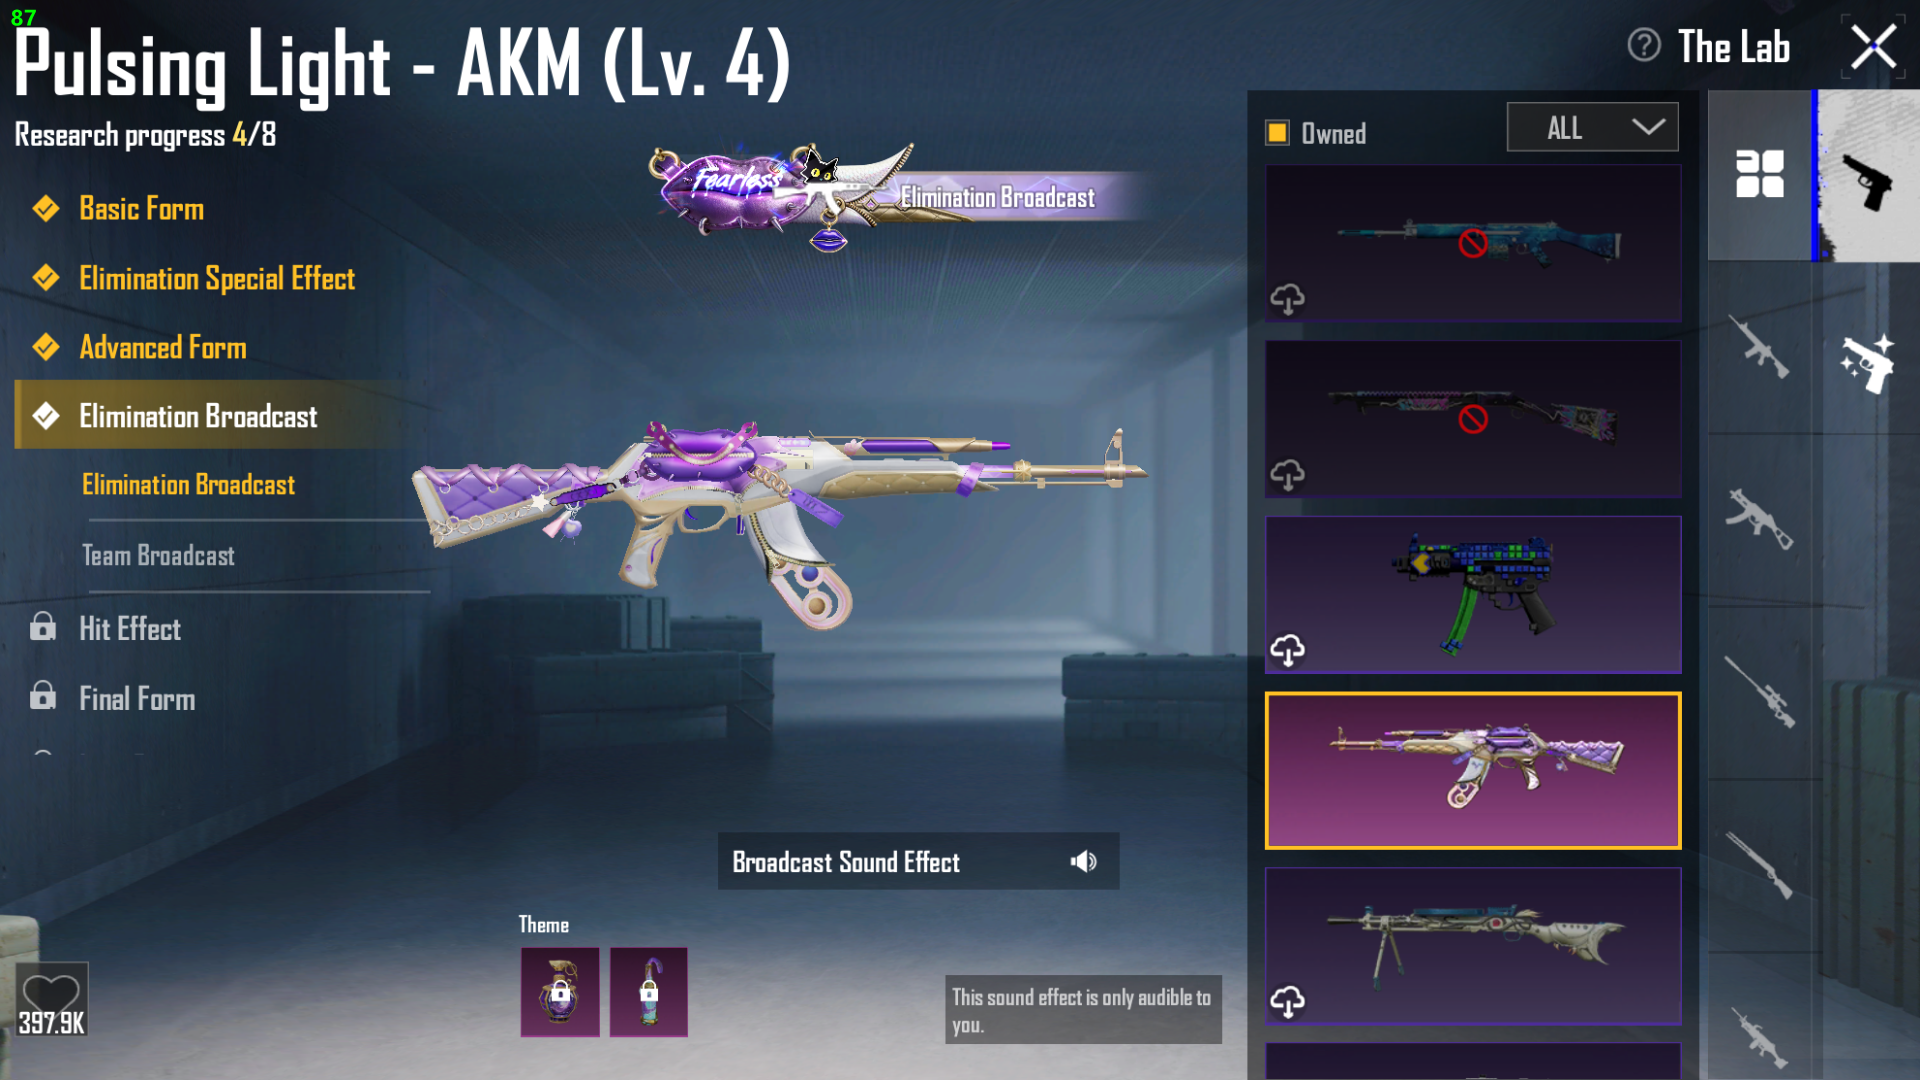 87
Pulsing Light - AKM (Lv. 4)
Research progress 4/8
The Lab
Basic Form
Elimination Special Effect
Advanced Form
Elimination Broadcast
Elimination Broadcast
Team Broadcast
Hit Effect
Final Form
397.9K
Fearless
Elimination Broadcast
Broadcast Sound Effect
Theme
This sound effect is only audible to
you.
Owned
ALL